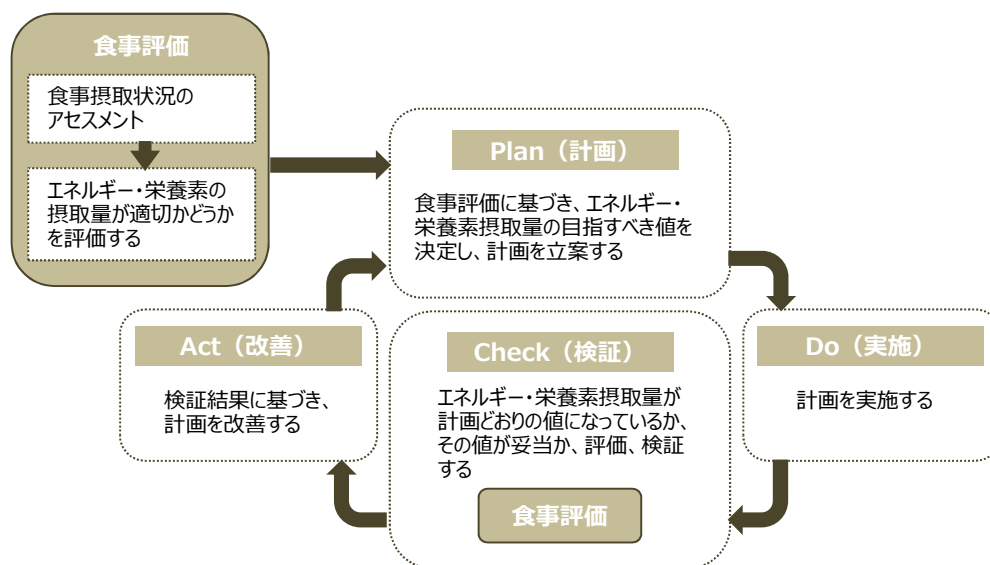 食事評価
食事摂取状況の
アセスメント
エネルギー・栄養素の
摂取量が適切かどうか
を評価する
Plan（計画）
食事評価に基づき、エネルギー・
栄養素摂取量の目指すべき値を
決定し、計画を立案する
Act（改善）
検証結果に基づき、
計画を改善する
Check（検証）
エネルギー・栄養素摂取量が
計画どおりの値になっているか、
その値が妥当か、評価、検証
する
食事評価
Do（実施）
計画を実施する